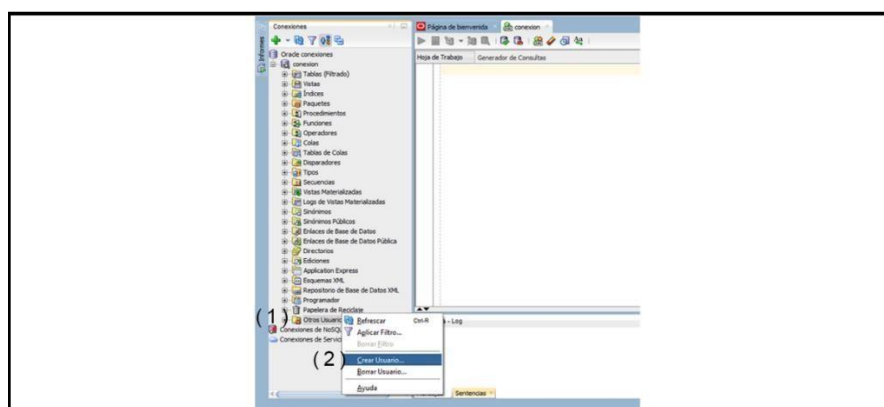 Conexiones
Informes
Oracle conexiones
conexion
Tablas (Filtrado)
Vistas
Índices
Paquetes
Procedimientos
Funciones
Operadores
Colas
Tablas de Colas
Disparadores
Tipos
Secuencias
Vistas Materializadas
Logs de Vistas Materializadas
Sinónimos
Sinónimos Públicos
Enlaces de Base de Datos
Enlaces de Base de Datos Pública
Directorios
Ediciones
Application Express
Esquemas XML
Repositorio de Base de Datos XML
Programador
Papelera de Reciclaje
(1) Otros Usuario
Conexiones de NoSQL
Conexiones de Servic
Refrescar Ctrl-R
Aplicar Filtro...
Borrar Filtro
(2) Crear Usuario...
Borrar Usuario...
Ayuda
Página de bienvenida
conexion
Hoja de Trabajo
Generador de Consultas
- Log
Sentencias